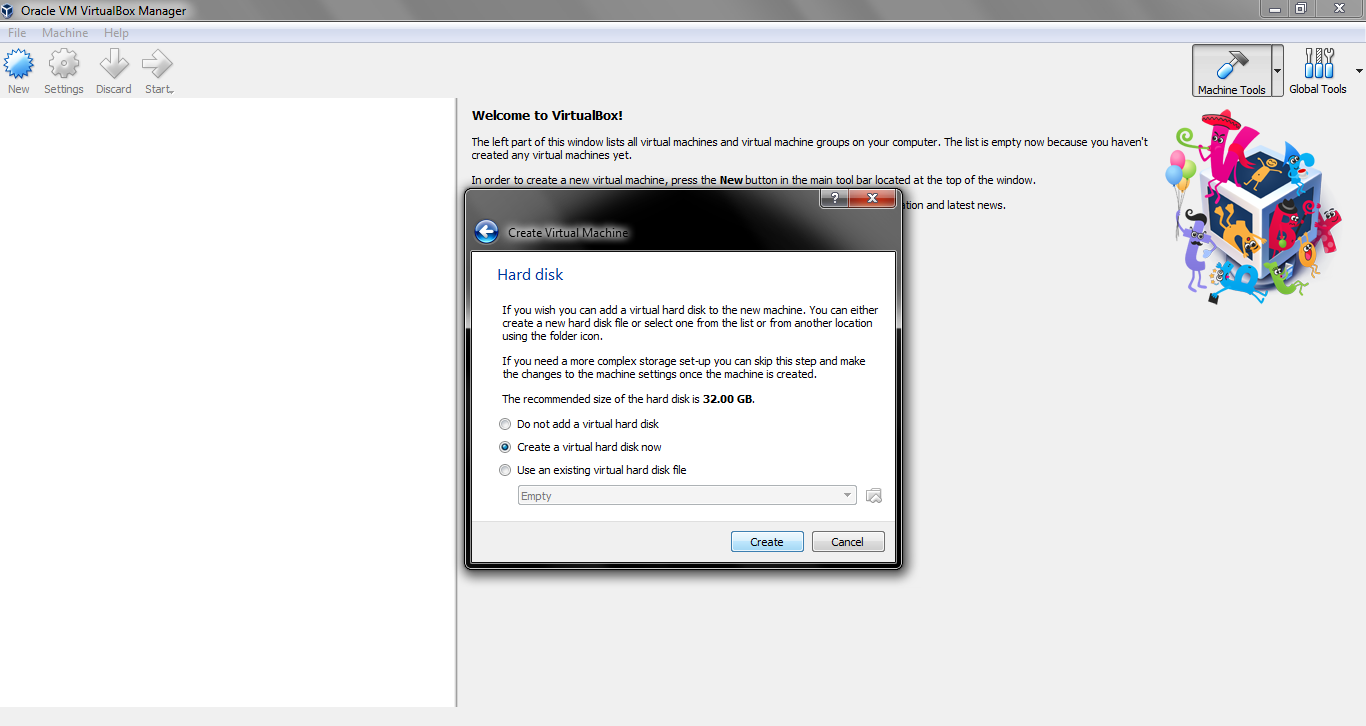 Oracle VM VirtualBox Manager
File Machine Help
New Settings Discard Start
Machine Tools Global Tools
Welcome to VirtualBox!
The left part of this window lists all virtual machines and virtual machine groups on your computer. The list is empty now because you haven't
created any virtual machines yet.
In order to create a new virtual machine, press the New button in the main tool bar located at the top of the window.
and latest news.
?
Create Virtual Machine
Hard disk
If you wish you can add a virtual hard disk to the new machine. You can either
create a new hard disk file or select one from the list or from another location
using the folder icon.
If you need a more complex storage set-up you can skip this step and make
the changes to the machine settings once the machine is created.
The recommended size of the hard disk is 32.00 GB.
Do not add a virtual hard disk
Create a virtual hard disk now
Use an existing virtual hard disk file
Empty
Create Cancel